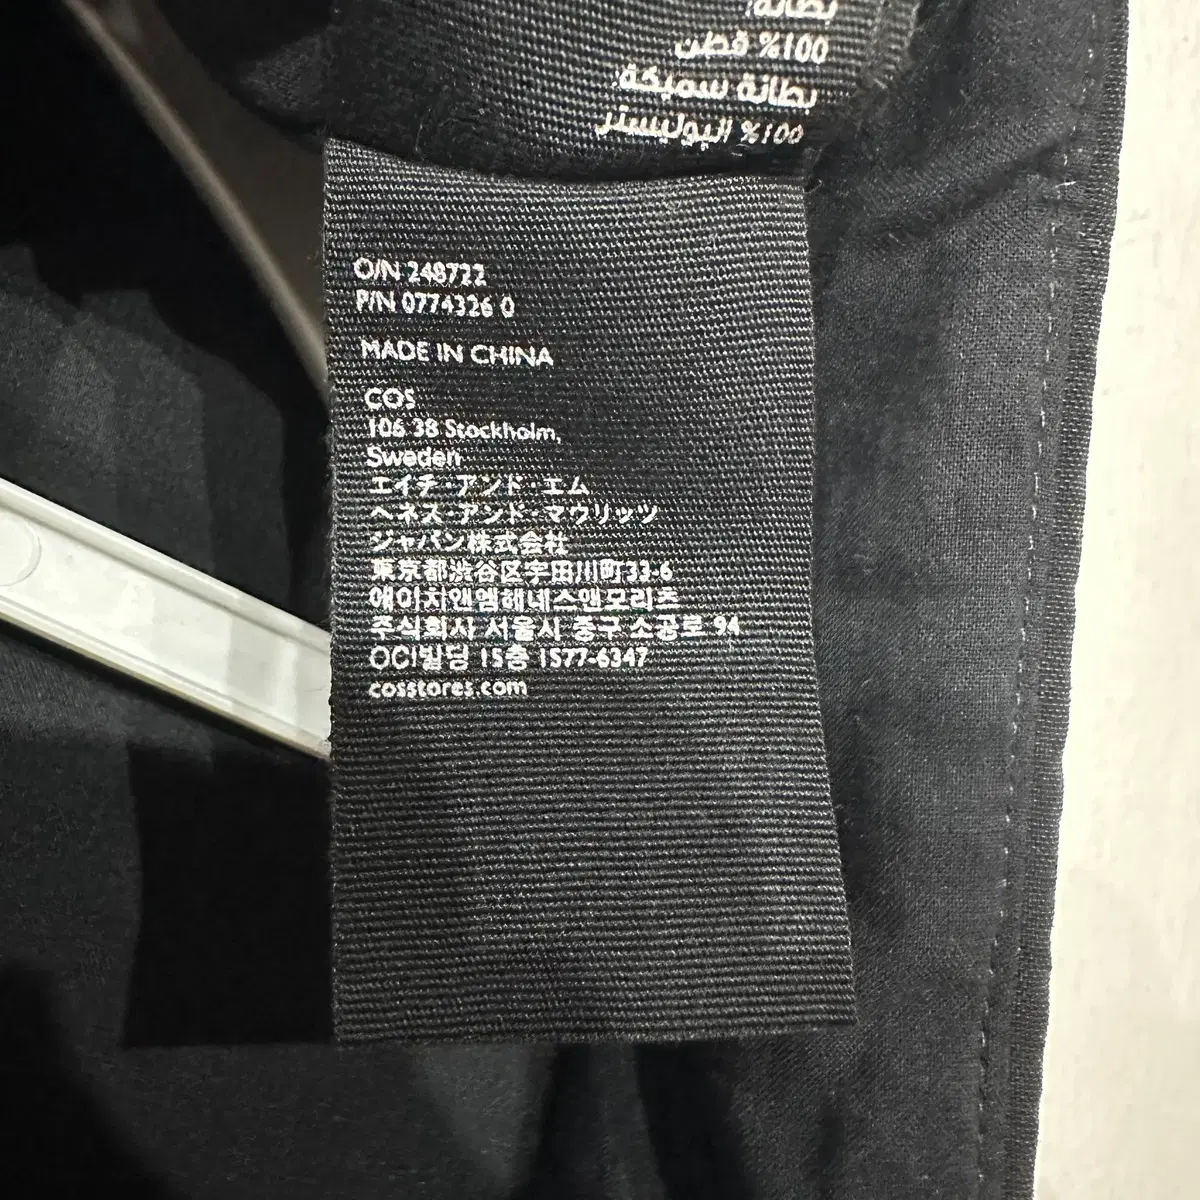 بطانة:
100% قطن
بطانة سميكة:
100% البوليستر
O/N 248722
P/N 0774326 0
MADE IN CHINA
COS
106 38 Stockholm,
Sweden
エイチ・アンド・エム
ヘネス・アンド・マウリッツ
ジャパン株式会社
東京都渋谷区宇田川町33-6
에이치앤엠헤네스앤모리츠
주식회사 서울시 중구 소공로 94
OCI빌딩 15층 1577-6347
cosstores.com